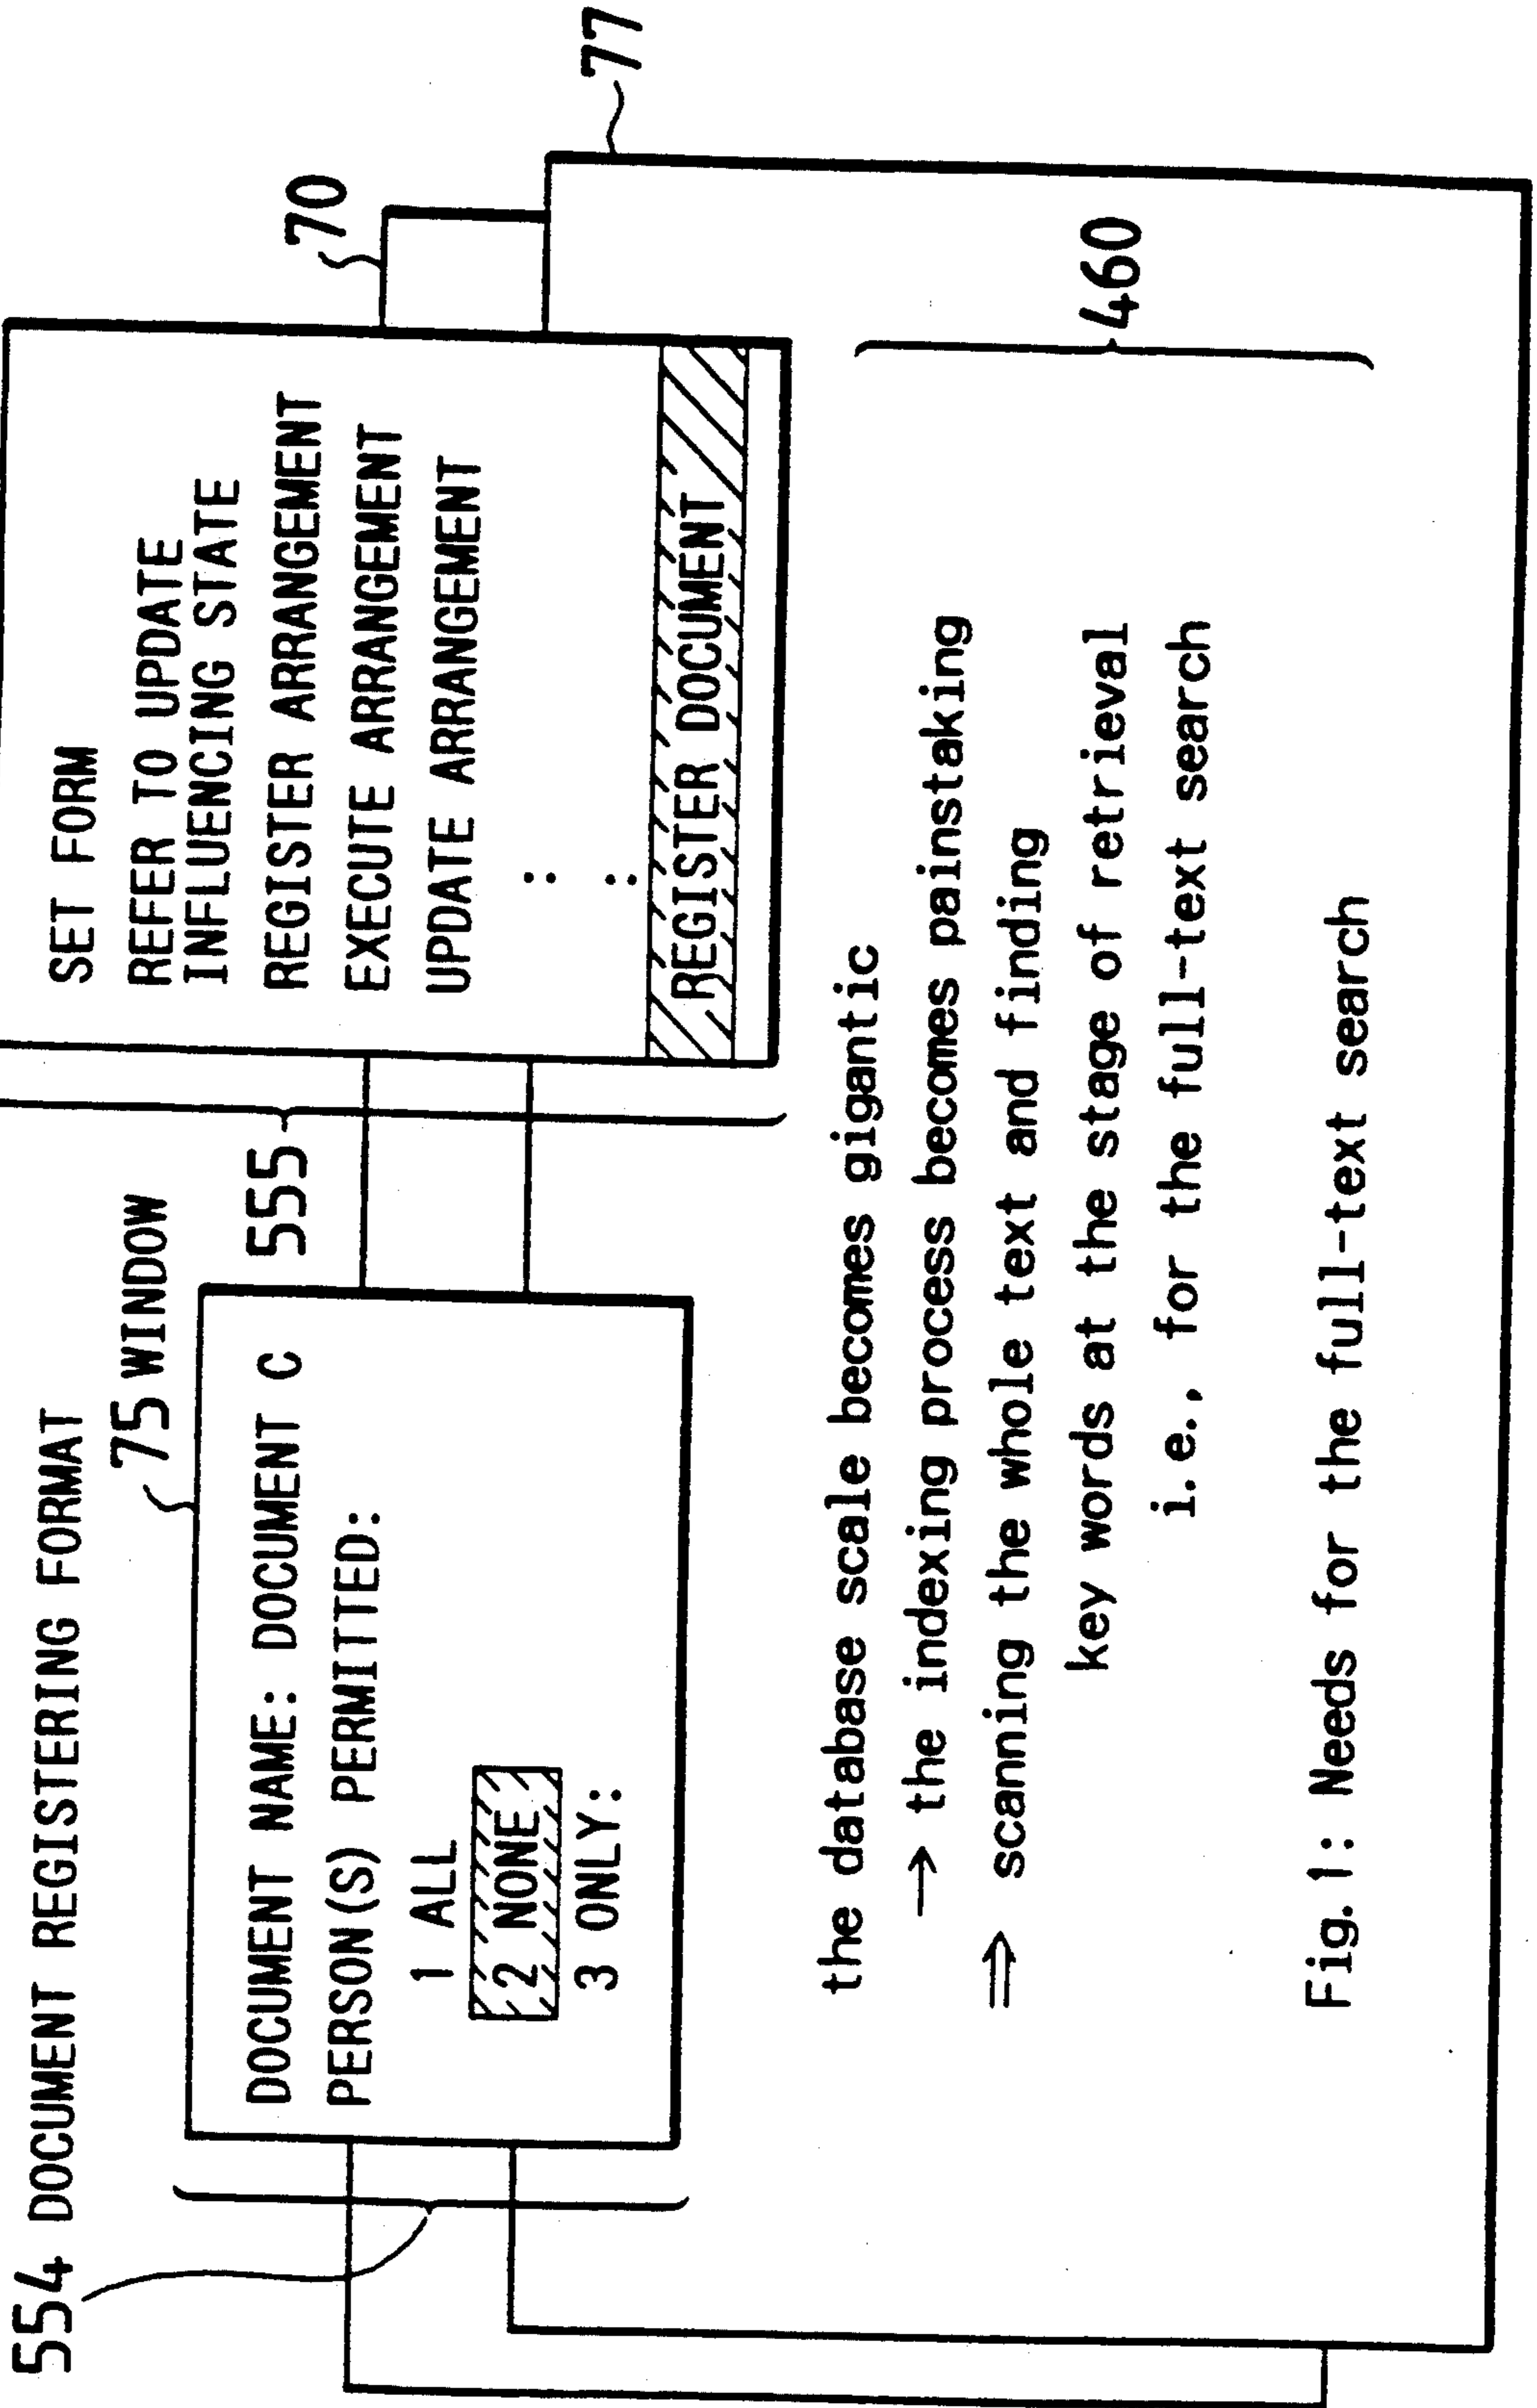 554 DOCUMENT REGISTERING FORMAT
75 WINDOW
DOCUMENT NAME: DOCUMENT C
PERSON(S) PERMITTED:
1 ALL
2 NONE
3 ONLY:
555
SET FORM
REFER TO UPDATE
INFLUENCING STATE
REGISTER ARRANGEMENT
EXECUTE ARRANGEMENT
UPDATE ARRANGEMENT
:
:
REGISTER DOCUMENT
70
77
the database scale becomes gigantic
→ the indexing process becomes painstaking
⇒ scanning the whole text and finding
key words at the stage of retrieval
i.e., for the full-text search
460
Fig.1: Needs for the full-text search